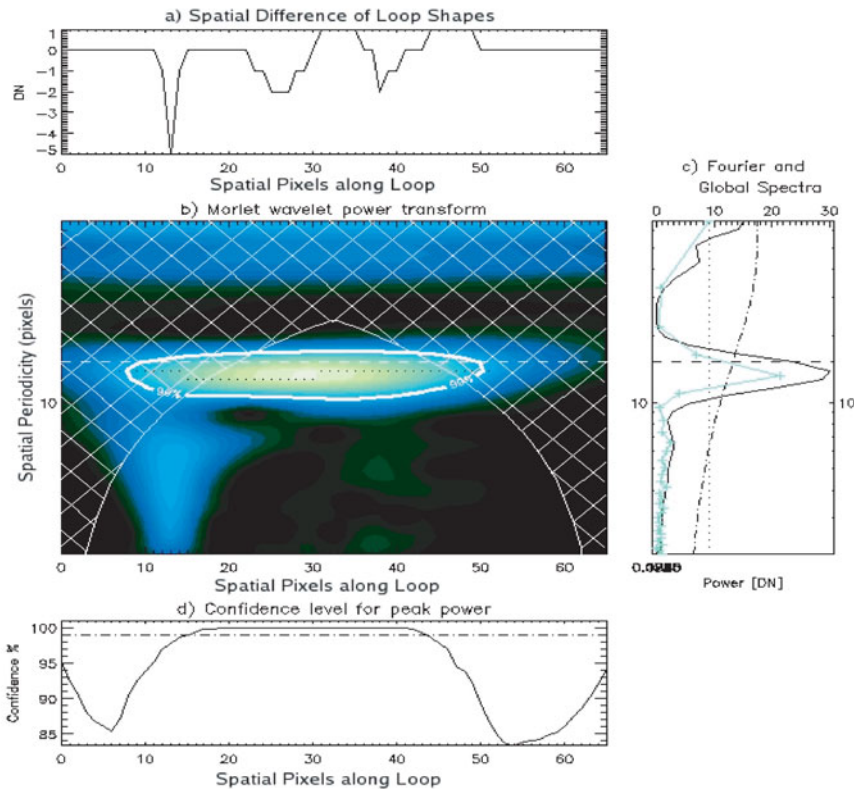 a) Spatial Difference of Loop Shapes
DN
1
0
-1
-2
-3
-4
-5
0 10 20 30 40 50 60
Spatial Pixels along Loop
b) Morlet wavelet power transform
Spatial Periodicity (pixels)
10
99%
0 10 20 30 40 50 60
Spatial Pixels along Loop
c) Fourier and
Global Spectra
0 10 20 30
10
Power [DN]
d) Confidence level for peak power
Confidence %
100
95
90
85
0 10 20 30 40 50 60
Spatial Pixels along Loop